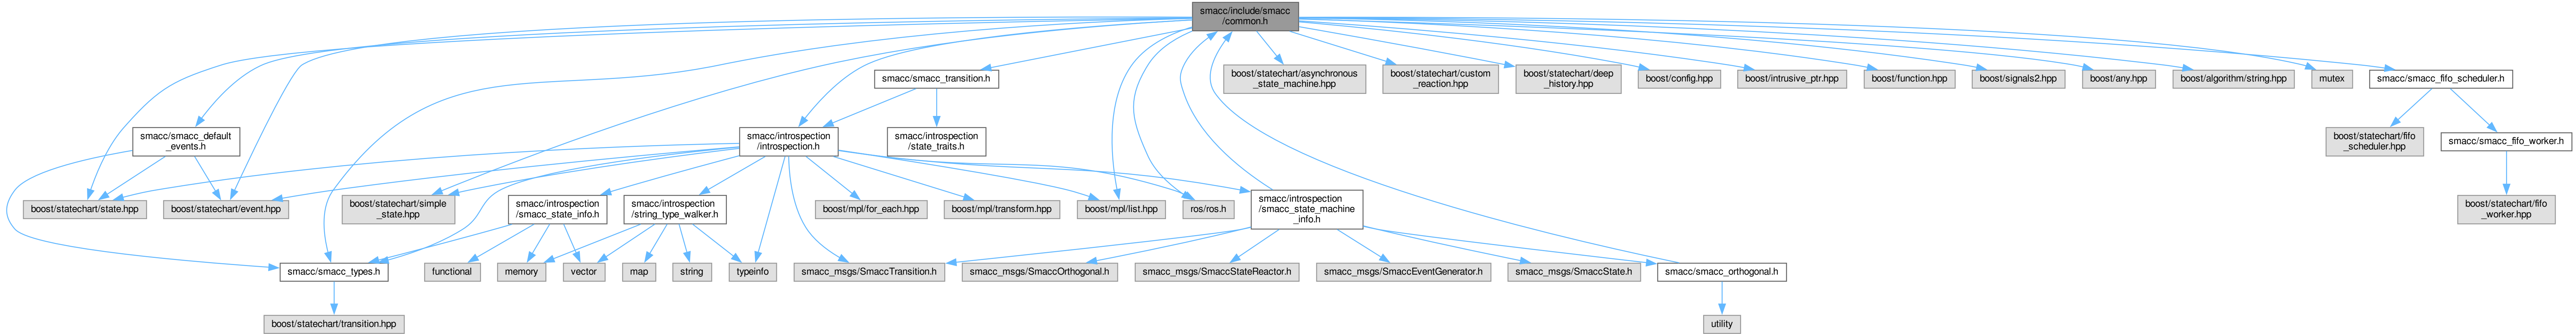 smacc/include/smacc
/common.h
smacc/smacc_transition.h
boost/statechart/asynchronous
_state_machine.hpp
boost/statechart/custom
_reaction.hpp
boost/statechart/deep
_history.hpp
boost/config.hpp
boost/intrusive_ptr.hpp
boost/function.hpp
boost/signals2.hpp
boost/any.hpp
boost/algorithm/string.hpp
mutex
smacc/smacc_fifo_scheduler.h
smacc/smacc_default
_events.h
smacc/introspection
/introspection.h
smacc/introspection
/state_traits.h
boost/statechart/fifo
_scheduler.hpp
smacc/smacc_fifo_worker.h
boost/statechart/state.hpp
boost/statechart/event.hpp
boost/statechart/simple
_state.hpp
smacc/introspection
/smacc_state_info.h
smacc/introspection
/string_type_walker.h
boost/mpl/for_each.hpp
boost/mpl/transform.hpp
boost/mpl/list.hpp
ros/ros.h
smacc/introspection
/smacc_state_machine
_info.h
boost/statechart/fifo
_worker.hpp
smacc/smacc_types.h
functional
memory
vector
map
string
typeinfo
smacc_msgs/SmaccTransition.h
smacc_msgs/SmaccOrthogonal.h
smacc_msgs/SmaccStateReactor.h
smacc_msgs/SmaccEventGenerator.h
smacc_msgs/SmaccState.h
smacc/smacc_orthogonal.h
boost/statechart/transition.hpp
utility